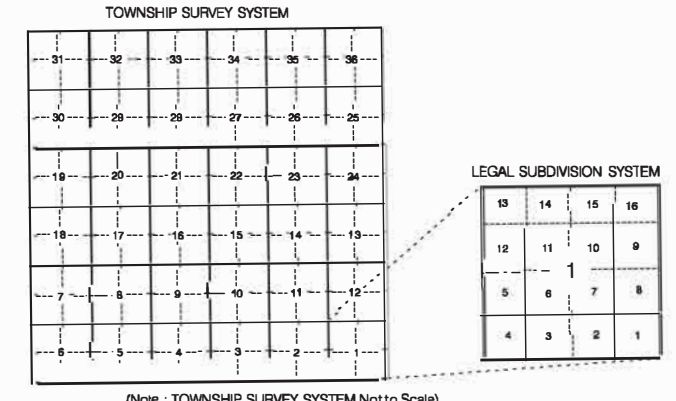 TOWNSHIP SURVEY SYSTEM
31 32 33 34 35 36
30 29 28 27 26 25
19 20 21 22 23 24
18 17 16 15 14 13
7 8 9 10 11 12
6 5 4 3 2 1
LEGAL SUBDIVISION SYSTEM
13 14 15 16
12 11 10 9
1
5 6 7 8
4 3 2 1
(Note : TOWNSHIP SURVEY SYSTEM Not to Scale)